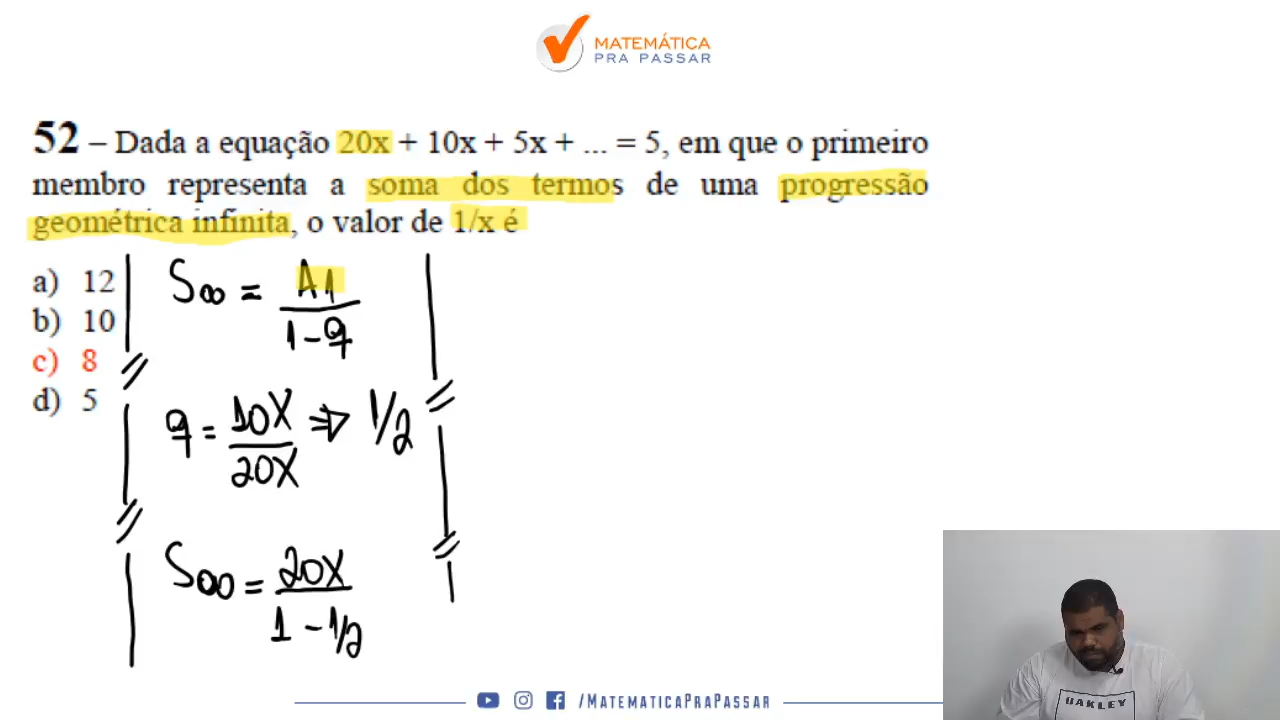 MATEMÁTICA
PRA PASSAR
52 – Dada a equação 20x + 10x + 5x + ... = 5, em que o primeiro
membro representa a soma dos termos de uma progressão
geométrica infinita, o valor de 1/x é
a) 12
b) 10
c) 8
d) 5
S∞ = A1
1 - q
q = 10X ⇒ 1/2
20X
S∞ = 20X
1 - 1/2
OAKLEY
/MATEMATICAPRAPASSAR